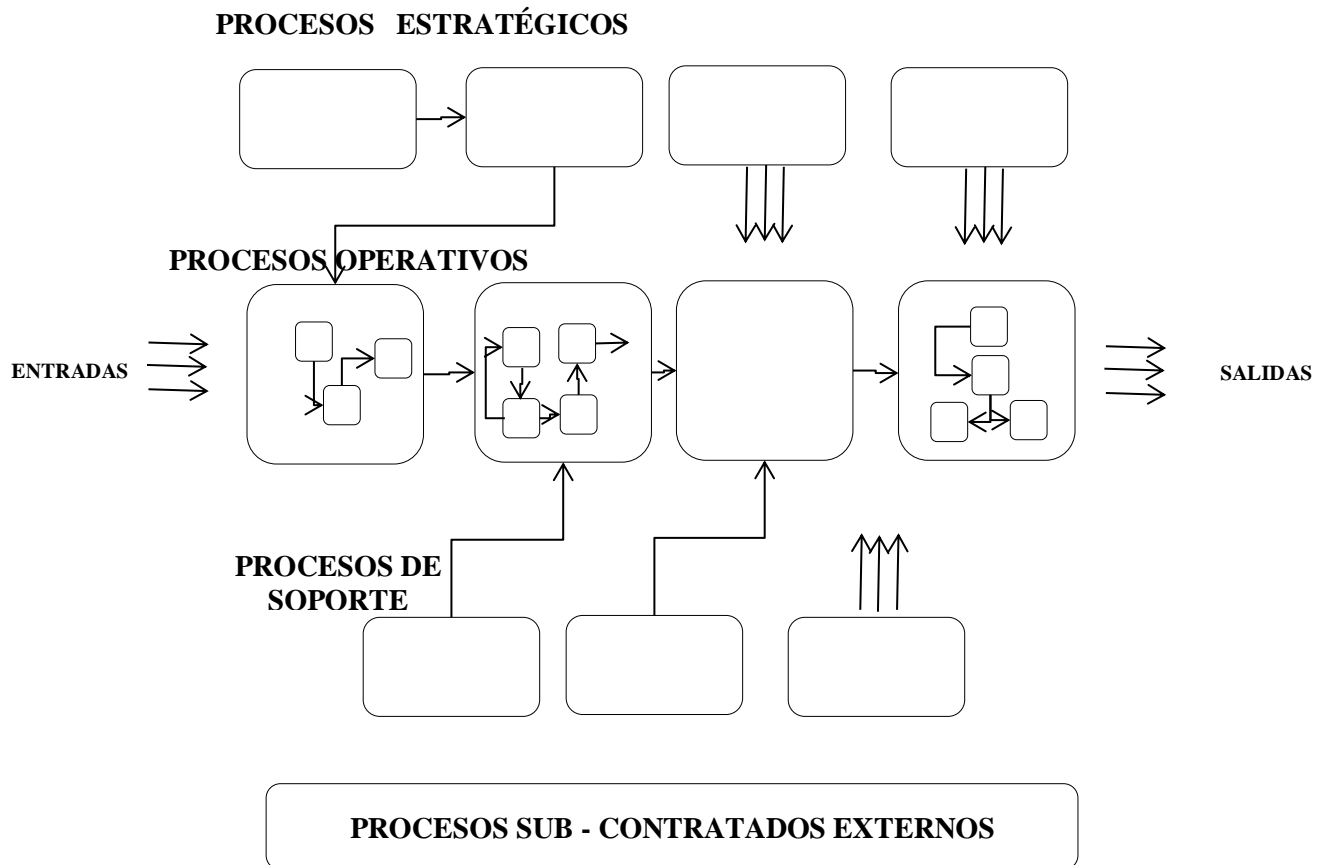 PROCESOS ESTRATÉGICOS
PROCESOS OPERATIVOS
ENTRADAS
SALIDAS
PROCESOS DE
SOPORTE
PROCESOS SUB - CONTRATADOS EXTERNOS